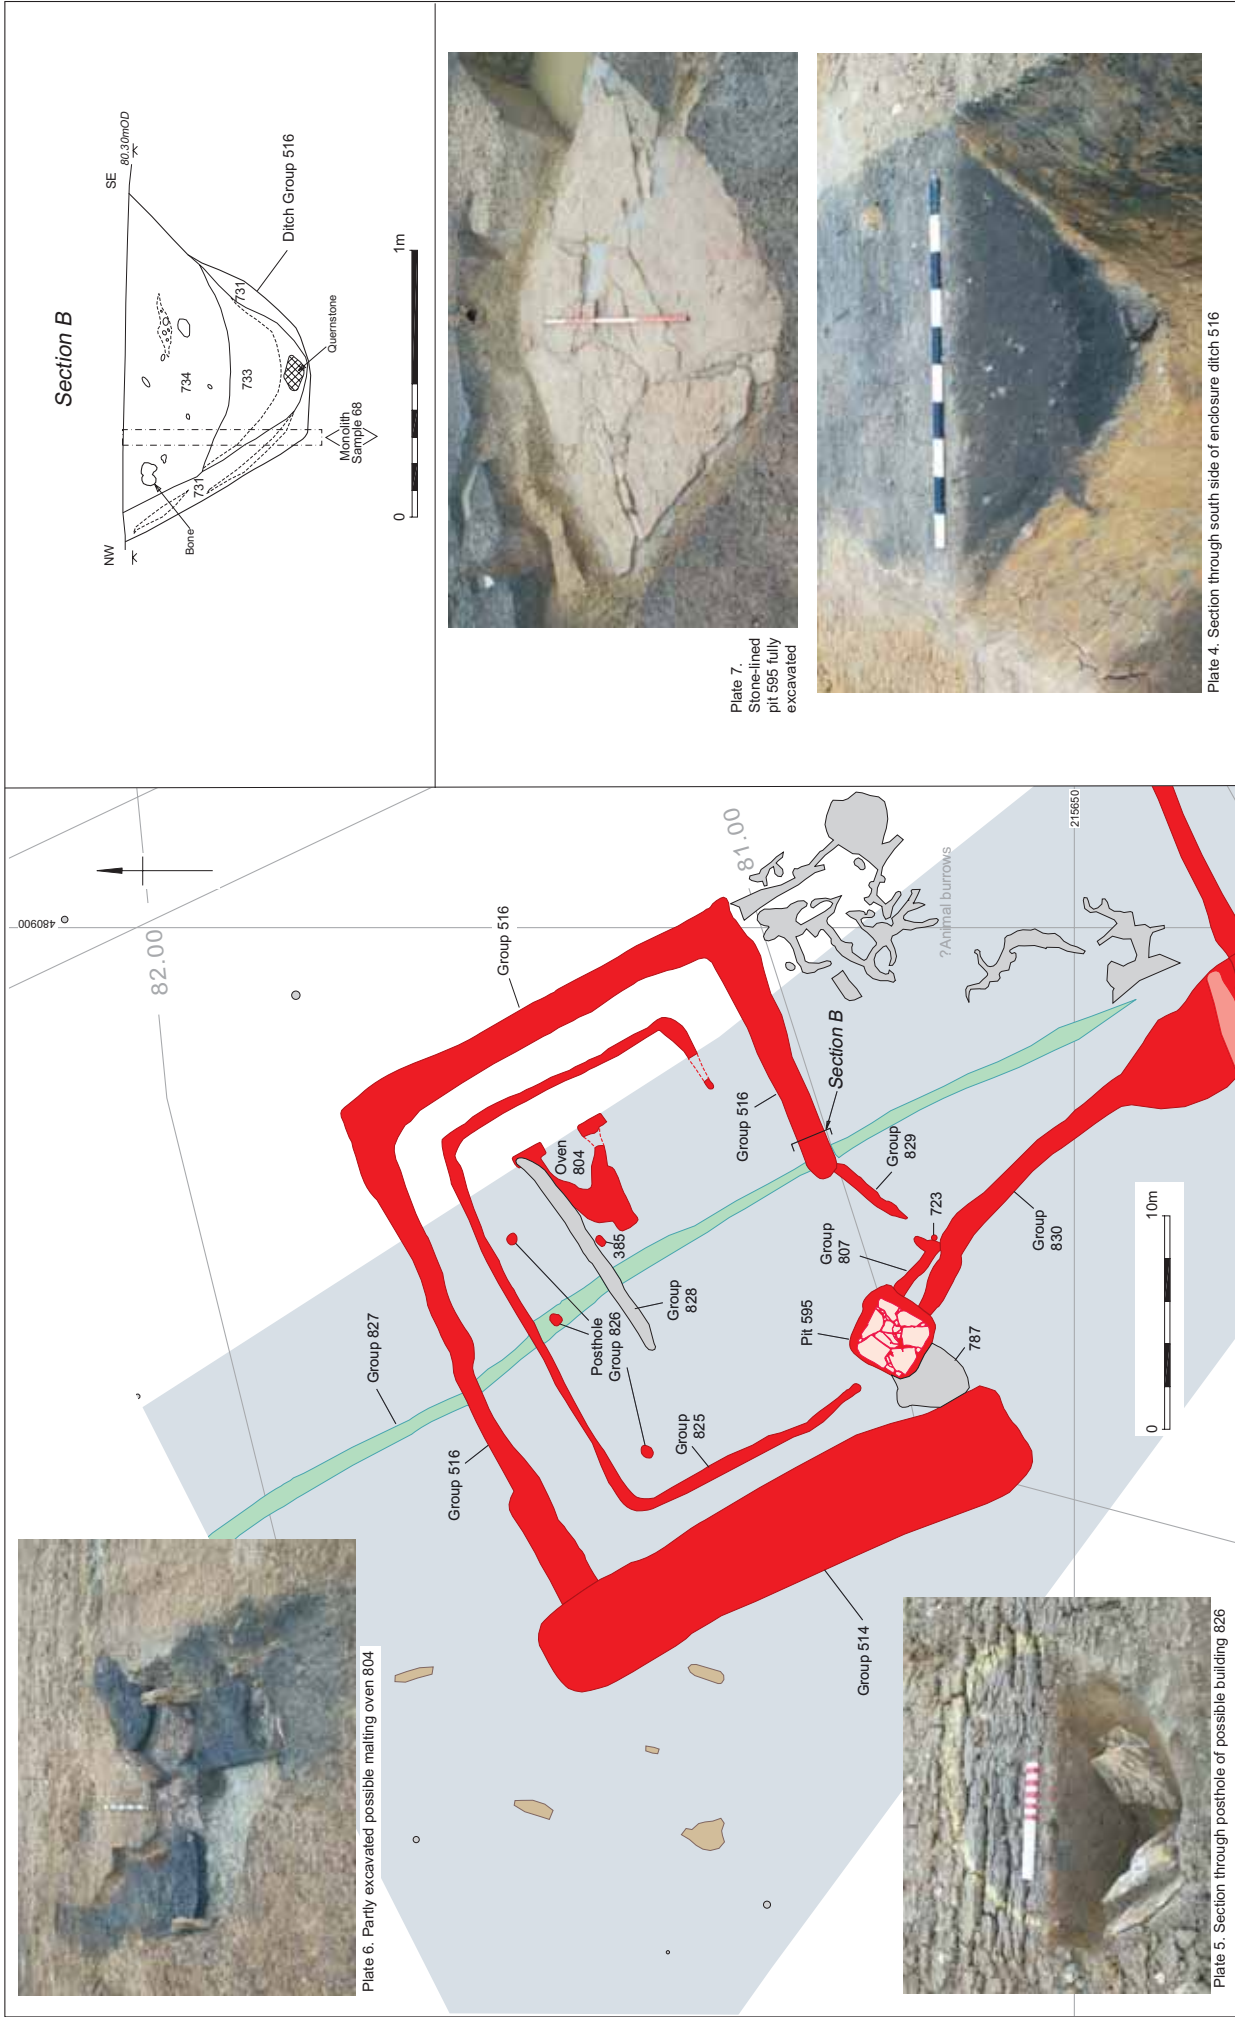 Plate 6. Partly excavated possible malting oven 804
Plate 5. Section through posthole of possible building 826
82.00
81.00
480900
215650
Group 827
Group 516
Group 516
Group 516
Oven
804
385
Posthole
Group 826
Group
828
Group
825
Group 514
Section B
Group
829
Group
807
723
Pit 595
787
Group
830
?Animal burrows
0
10m
Section B
NW
SE
80.30mOD
734
733
731
731
Bone
Monolith
Sample 68
Quernstone
Ditch Group 516
0
1m
Plate 7.
Stone-lined
pit 595 fully
excavated
Plate 4. Section through south side of enclosure ditch 516